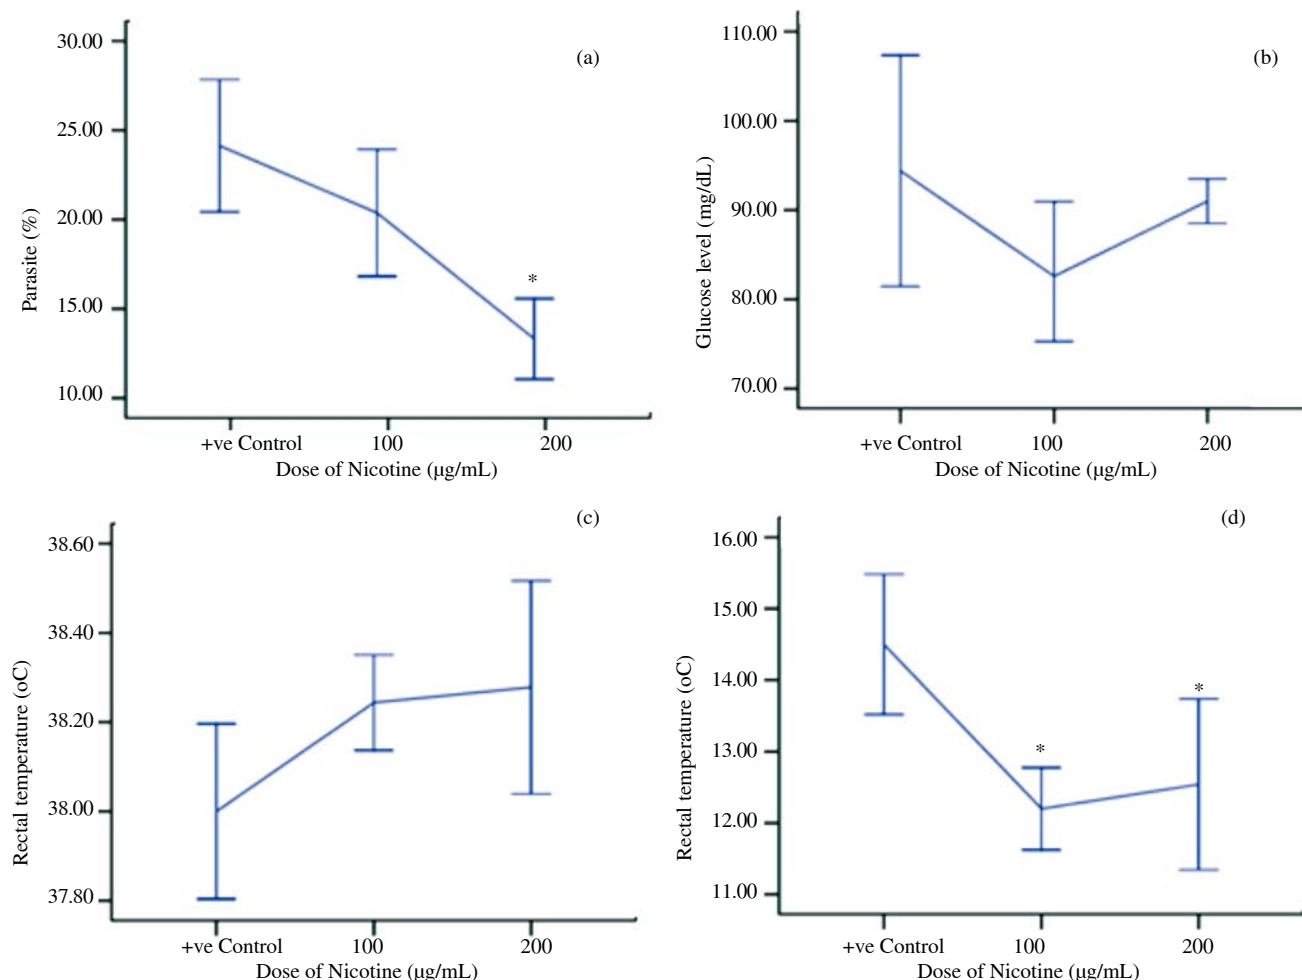 (a)
30.00
25.00
20.00
15.00
10.00
Parasite (%)
*
+ve Control 100 200
Dose of Nicotine (µg/mL)
(b)
110.00
100.00
90.00
80.00
70.00
Glucose level (mg/dL)
+ve Control 100 200
Dose of Nicotine (µg/mL)
(c)
38.60
38.40
38.20
38.00
37.80
Rectal temperature (oC)
+ve Control 100 200
Dose of Nicotine (µg/mL)
(d)
16.00
15.00
14.00
13.00
12.00
11.00
Rectal temperature (oC)
*
*
+ve Control 100 200
Dose of Nicotine (µg/mL)